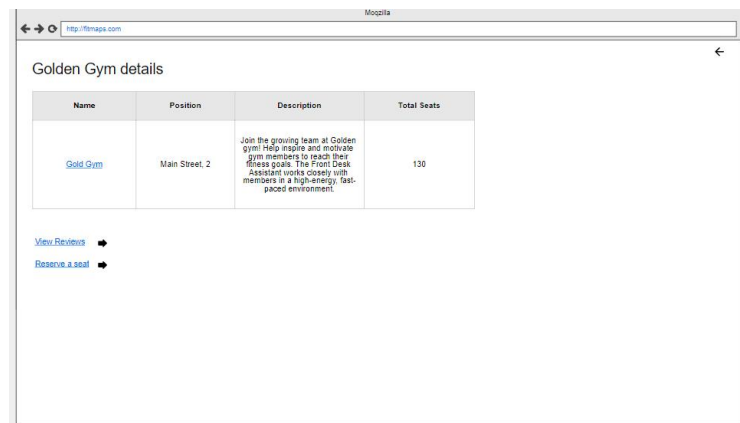 Moqzilla
http://fitmaps.com
Golden Gym details
Name Position Description Total Seats
Gold Gym
Main Street, 2
Join the growing team at Golden
gym! Help inspire and motivate
gym members to reach their
fitness goals. The Front Desk
Assistant works closely with
members in a high-energy, fast-
paced environment.
130
View Reviews
Reserve a seat